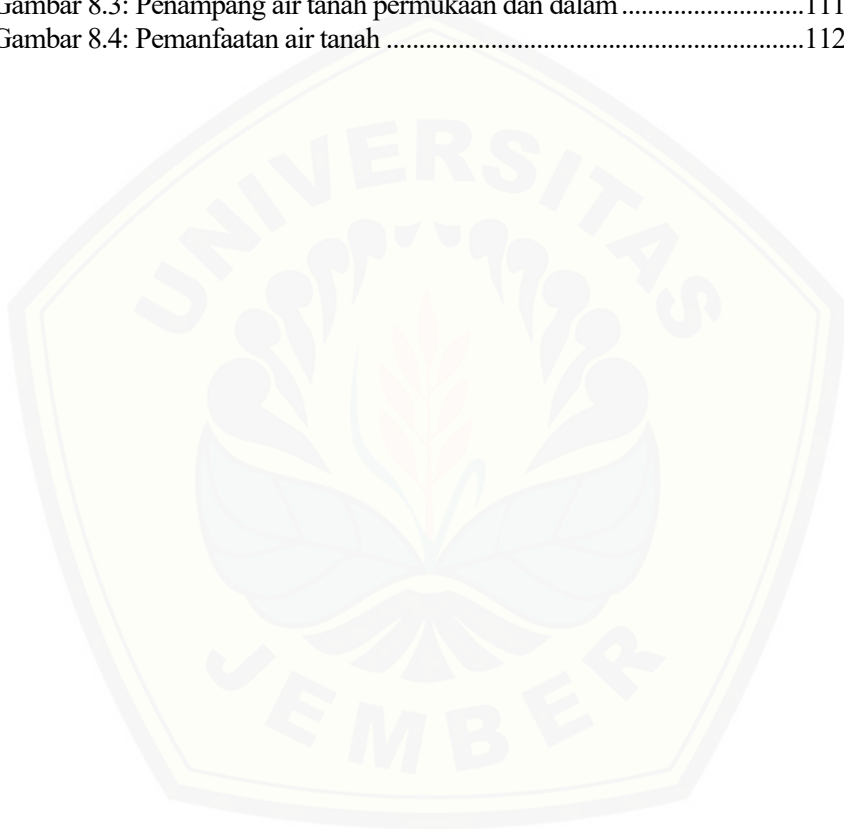 Gambar 8.3: Penampang air tanah permukaan dan dalam ............................111
Gambar 8.4: Pemanfaatan air tanah ................................................................112
UNIVERSITAS
JEMBER